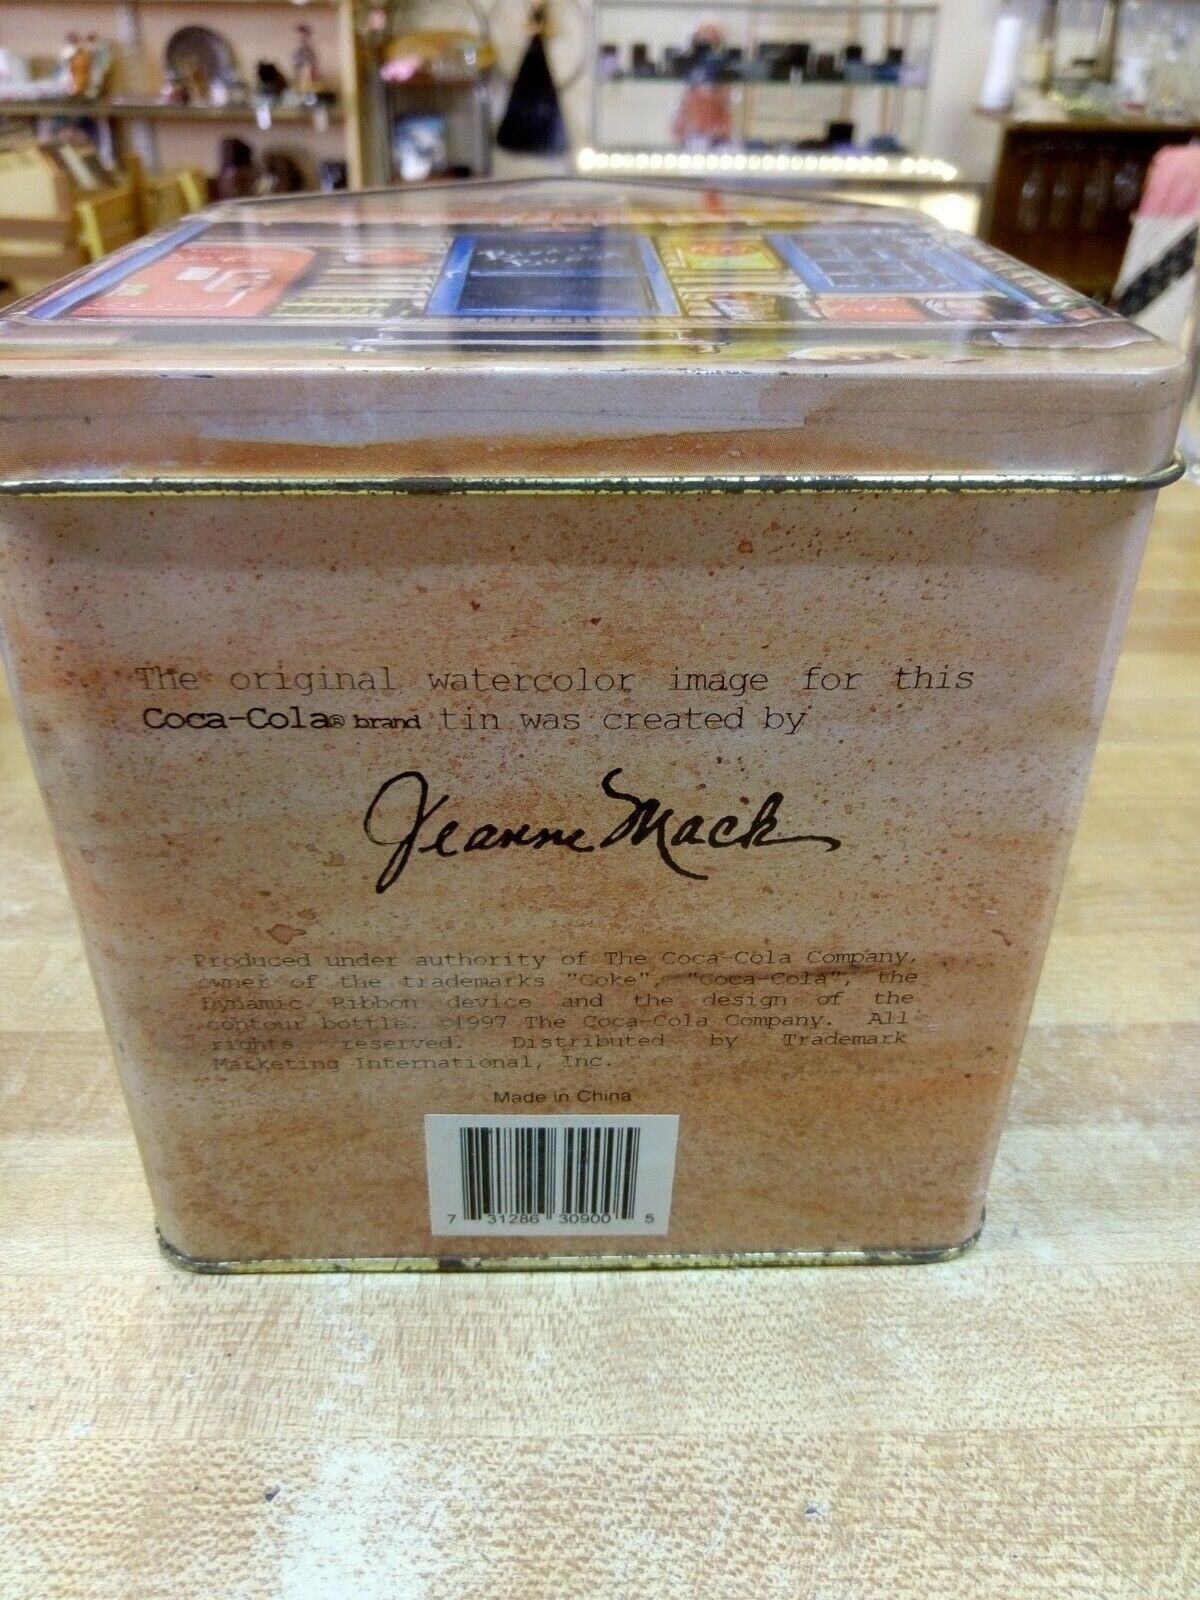 The original watercolor image for this
Coca-Cola® brand tin was created by
Jeanne Mack
Produced under authority of The Coca-Cola Company,
owner of the trademarks "Coke", "Coca-Cola", the
Dynamic Ribbon device and the design of the
contour bottle. ©1997 The Coca-Cola Company. All
rights reserved. Distributed by Trademark
Marketing International, Inc.
Made in China
7 31286 30900 5